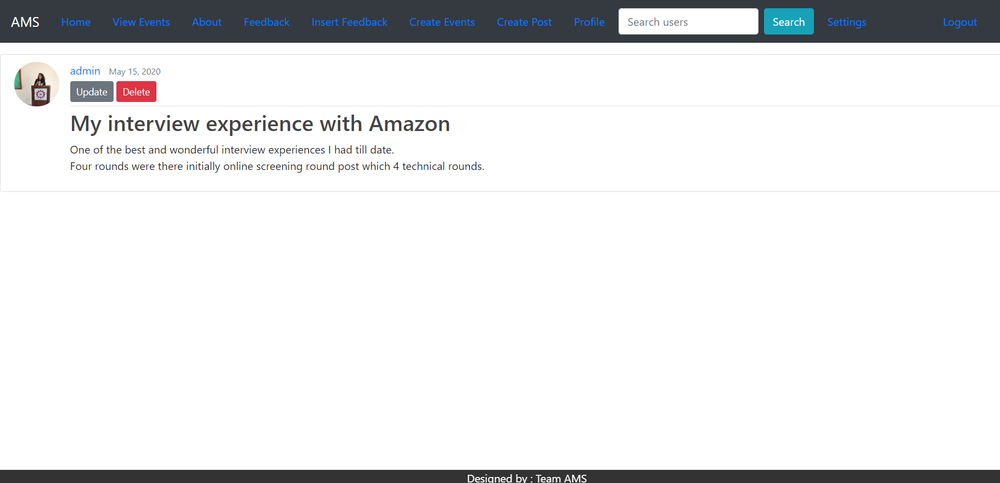 AMS Home View Events About Feedback Insert Feedback Create Events Create Post Profile Search users Search Settings Logout
admin May 15, 2020
Update Delete
My interview experience with Amazon
One of the best and wonderful interview experiences I had till date.
Four rounds were there initially online screening round post which 4 technical rounds.
Designed by : Team AMS